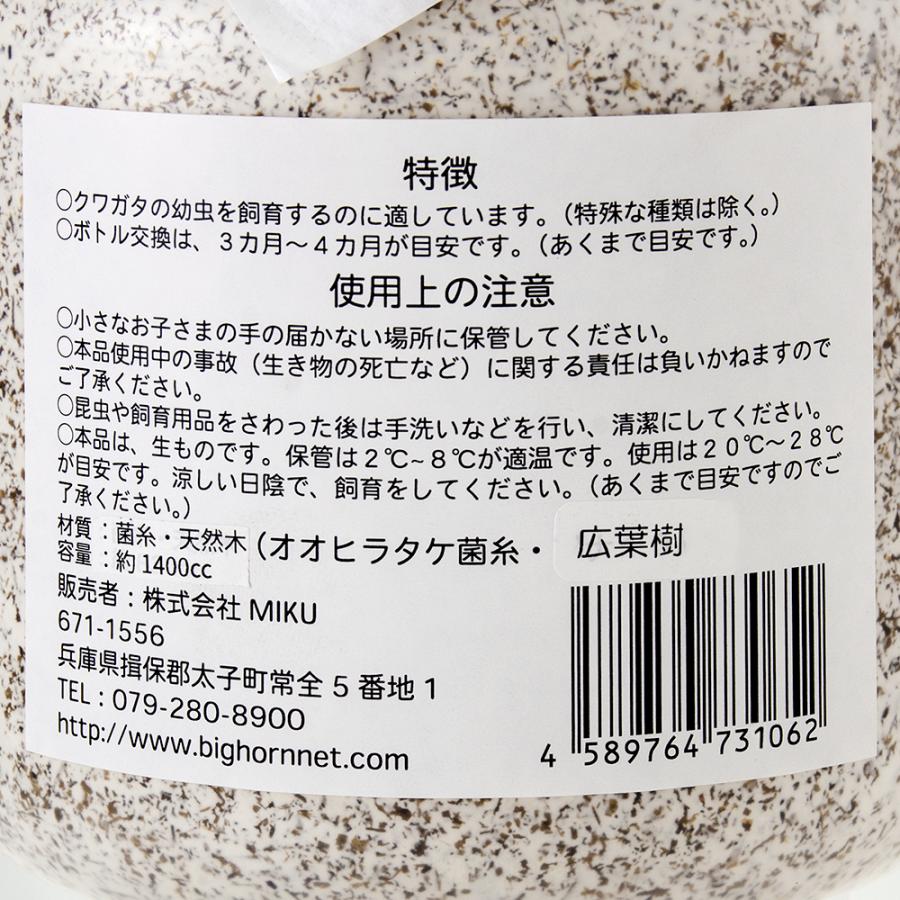 特徴
○クワガタの幼虫を飼育するのに適しています。(特殊な種類は除く。)
○ボトル交換は、3カ月～4カ月が目安です。(あくまで目安です。)
使用上の注意
○小さなお子さまの手の届かない場所に保管してください。
○本品使用中の事故(生き物の死亡など)に関する責任は負いかねますので
ご了承ください。
○昆虫や飼育用品をさわった後は手洗いなどを行い、清潔にしてください。
○本品は、生ものです。保管は2℃~8℃が適温です。使用は20℃～28℃
が目安です。涼しい日陰で、飼育をしてください。(あくまで目安ですのでご
了承ください。)
材質：菌糸・天然木(オオヒラタケ菌糸・ 広葉樹
容量：約1400cc
販売者：株式会社 MIKU
671-1556
兵庫県揖保郡太子町常全5番地1
TEL：079-280-8900
http://www.bighornnet.com
4 589764 731062